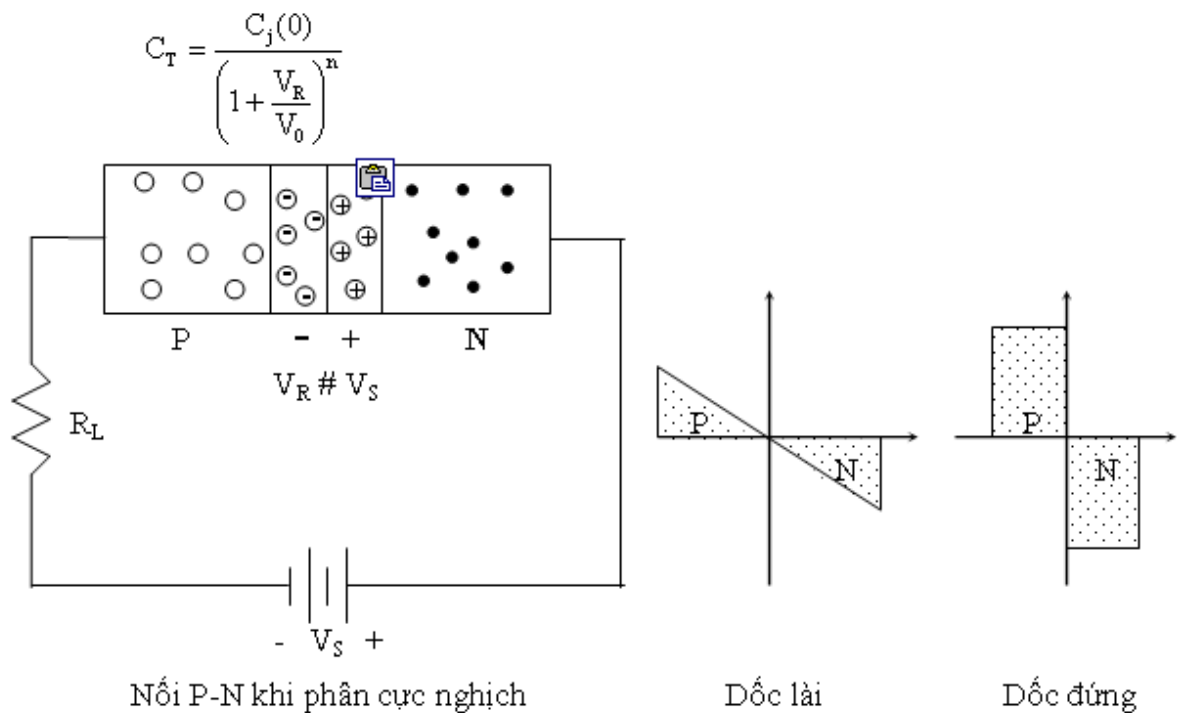 C_T = C_j(0) / (1 + V_R/V_0)^n
P - + N
V_R # V_S
R_L
- V_S +
P
N
P
N
Nối P-N khi phân cực nghịch
Dốc lài
Dốc đứng